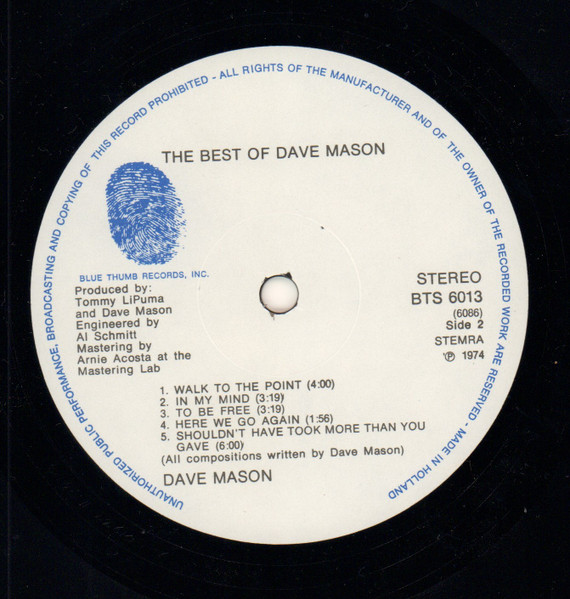 UNAUTHORIZED PUBLIC PERFORMANCE, BROADCASTING AND COPYING OF THIS RECORD PROHIBITED - ALL RIGHTS OF THE MANUFACTURER AND OF THE OWNER OF THE RECORDED WORK ARE RESERVED - MADE IN HOLLAND
THE BEST OF DAVE MASON
BLUE THUMB RECORDS, INC.
Produced by:
Tommy LiPuma
and Dave Mason
Engineered by
Al Schmitt
Mastering by
Arnie Acosta at the
Mastering Lab
STEREO
BTS 6013
(6086)
Side 2
STEMRA
℗ 1974
1. WALK TO THE POINT (4:00)
2. IN MY MIND (3:19)
3. TO BE FREE (3:19)
4. HERE WE GO AGAIN (1:56)
5. SHOULDN'T HAVE TOOK MORE THAN YOU
GAVE (6:00)
(All compositions written by Dave Mason)
DAVE MASON